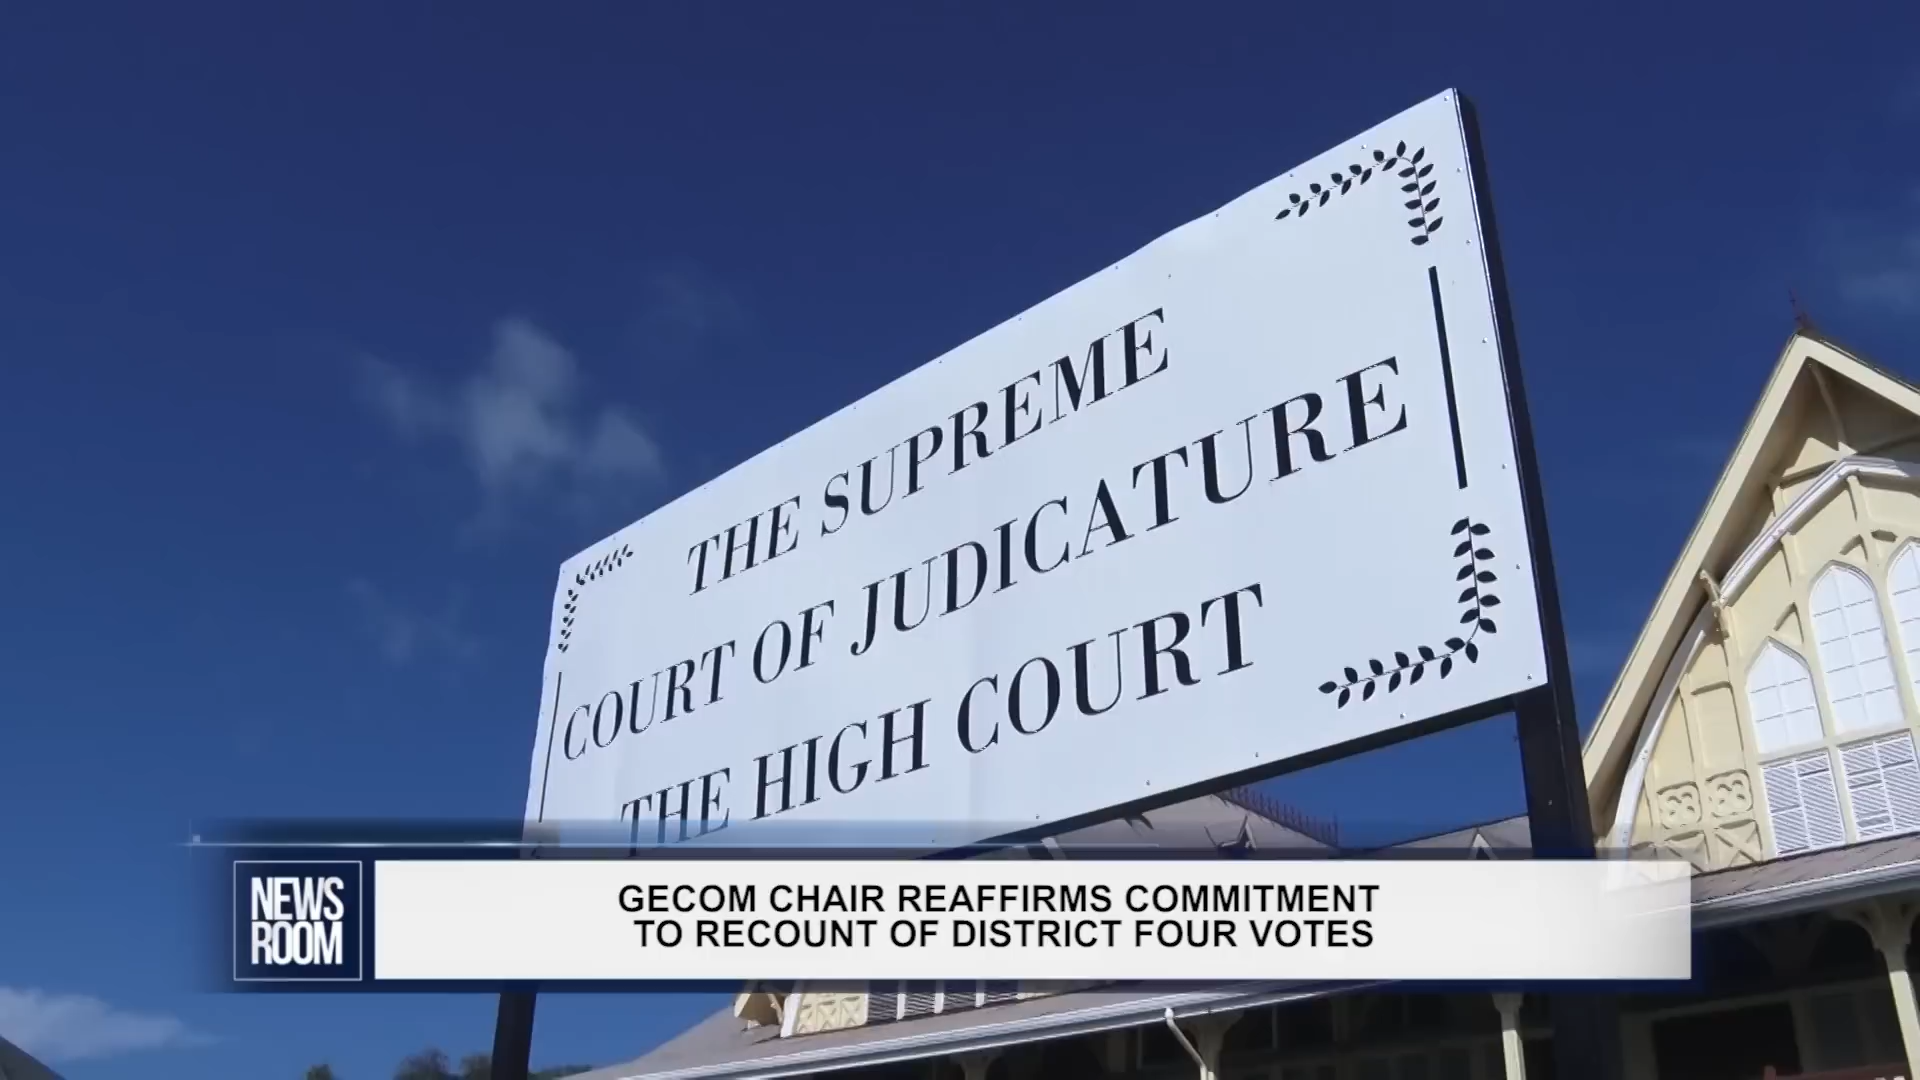 THE SUPREME
COURT OF JUDICATURE
THE HIGH COURT
NEWS
ROOM
GECOM CHAIR REAFFIRMS COMMITMENT
TO RECOUNT OF DISTRICT FOUR VOTES